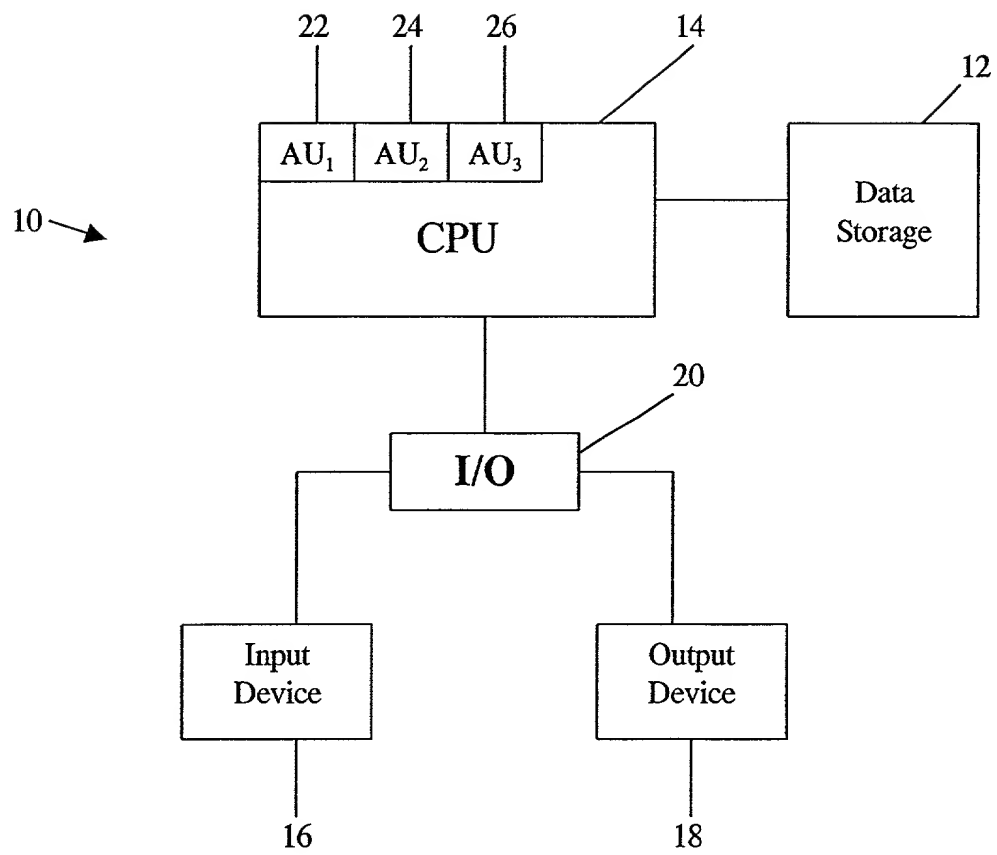 22 24 26 14
12
AU₁ AU₂ AU₃
Data
Storage
10
CPU
20
I/O
Input
Device
Output
Device
16 18